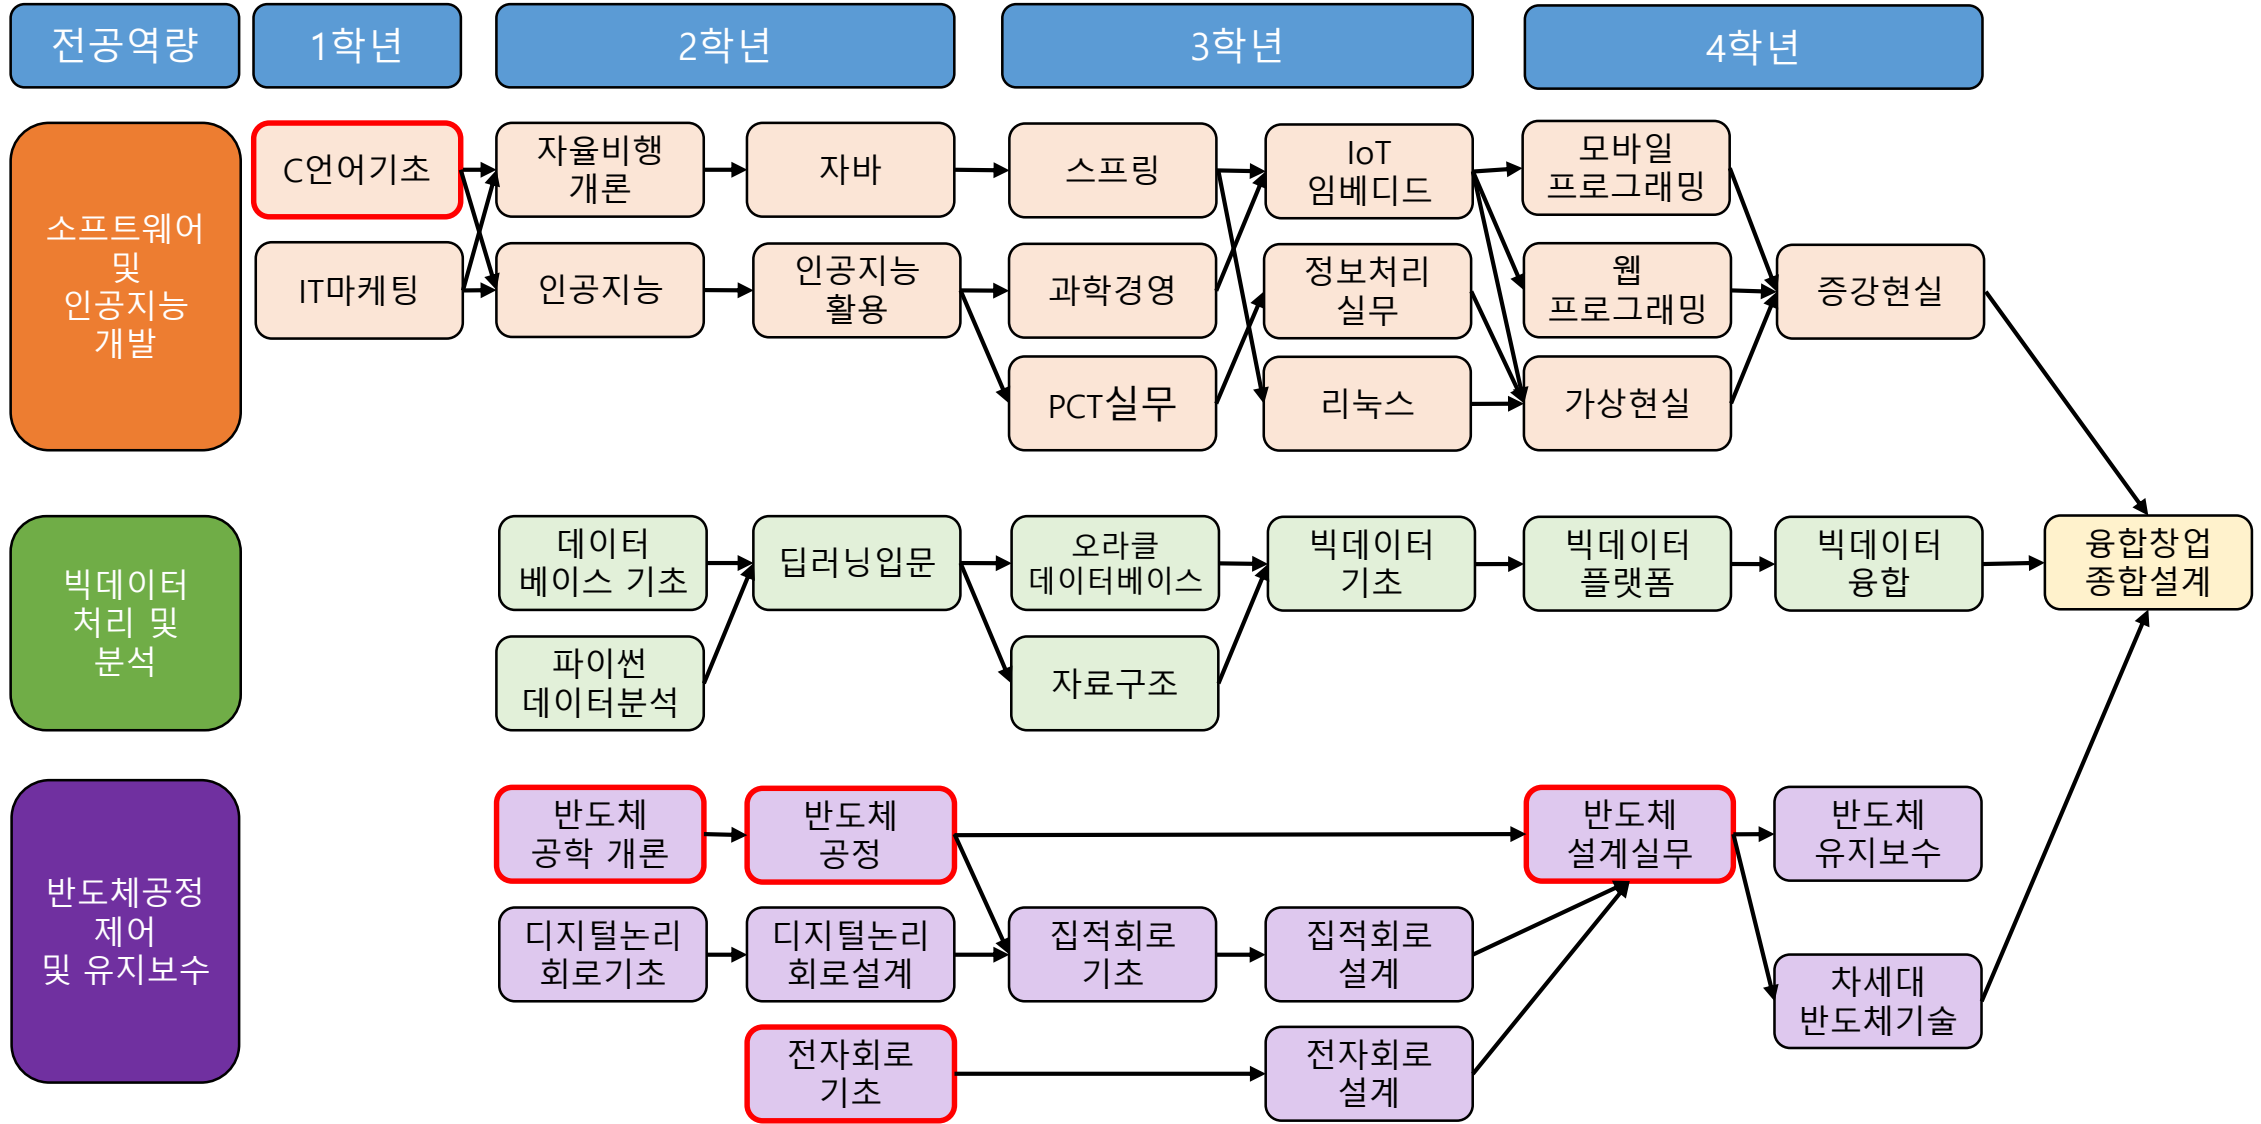 전공역량
1학년
2학년
3학년
4학년
소프트웨어
및
인공지능
개발
C언어기초
자율비행
개론
자바
스프링
IoT
임베디드
모바일
프로그래밍
IT마케팅
인공지능
인공지능
활용
과학경영
정보처리
실무
웹
프로그래밍
증강현실
PCT실무
리눅스
가상현실
빅데이터
처리 및
분석
데이터
베이스 기초
딥러닝입문
오라클
데이터베이스
빅데이터
기초
빅데이터
플랫폼
빅데이터
융합
융합창업
종합설계
파이썬
데이터분석
자료구조
반도체공정
제어
및 유지보수
반도체
공학 개론
반도체
공정
반도체
설계실무
반도체
유지보수
디지털논리
회로기초
디지털논리
회로설계
집적회로
기초
집적회로
설계
차세대
반도체기술
전자회로
기초
전자회로
설계